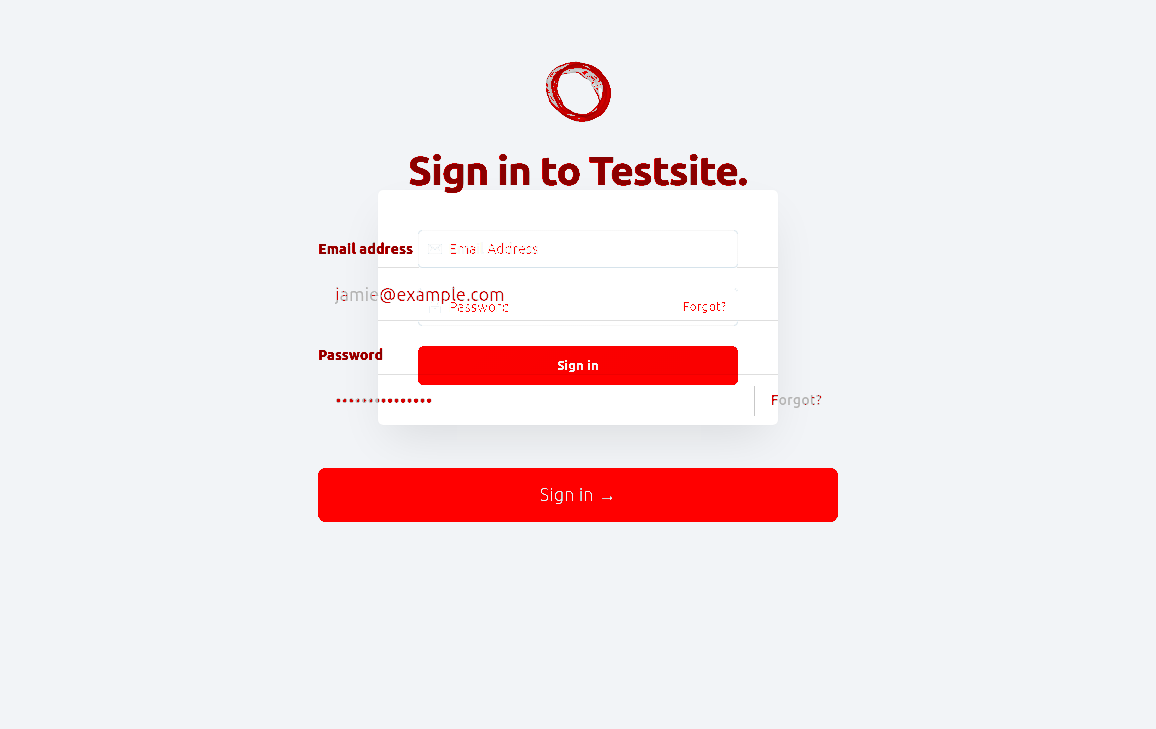 Sign in to Testsite.
Email address
Email Address
jamie@example.com
Password Forgot?
Password
Sign in
•••••••••••••••
Forgot?
Sign in →